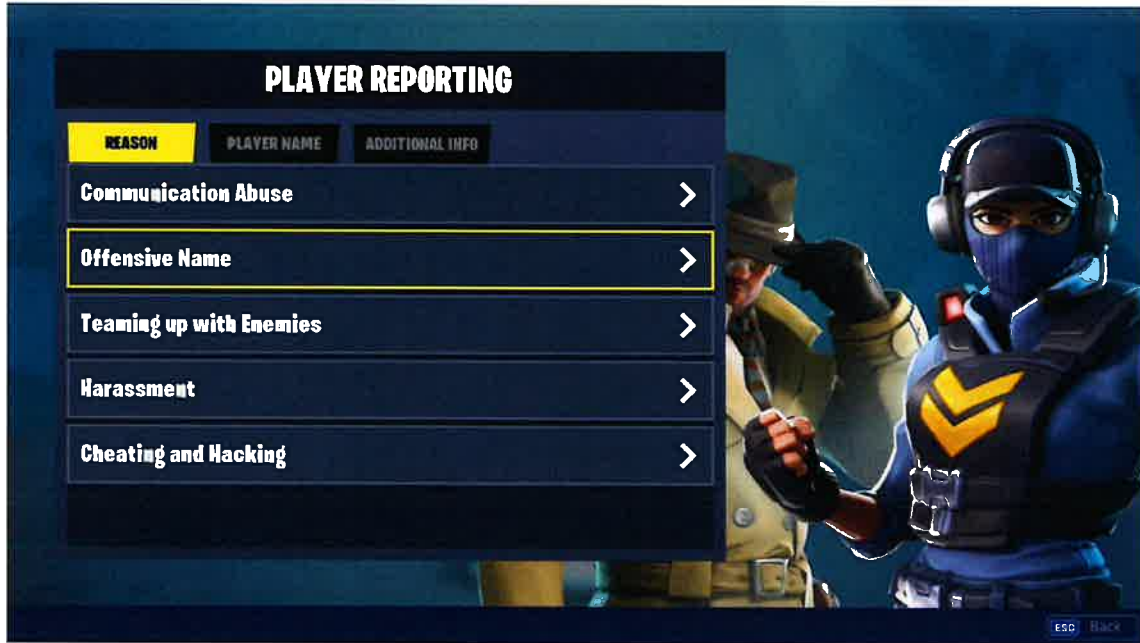 PLAYER REPORTING
REASON PLAYER NAME ADDITIONAL INFO
Communication Abuse
Offensive Name
Teaming up with Enemies
Harassment
Cheating and Hacking
ESC Back